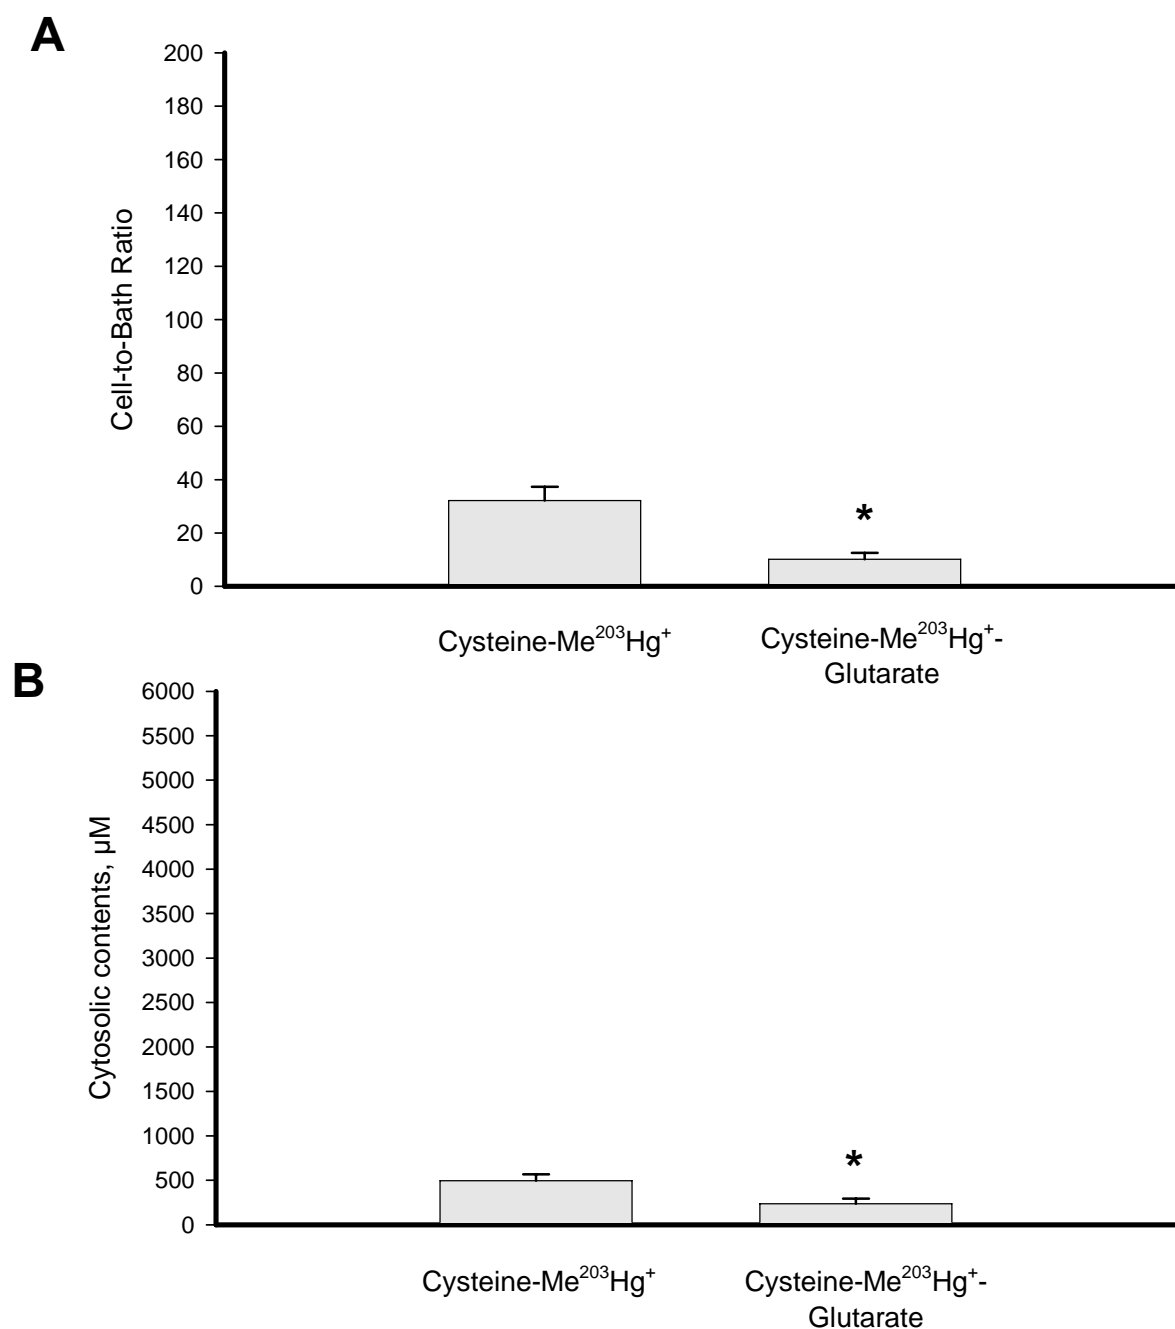 A
200
180
160
140
120
100
80
60
40
20
0
Cell-to-Bath Ratio
*
Cysteine-Me²⁰³Hg⁺
Cysteine-Me²⁰³Hg⁺-
Glutarate
B
6000
5500
5000
4500
4000
3500
3000
2500
2000
1500
1000
500
0
Cytosolic contents, µM
*
Cysteine-Me²⁰³Hg⁺
Cysteine-Me²⁰³Hg⁺-
Glutarate